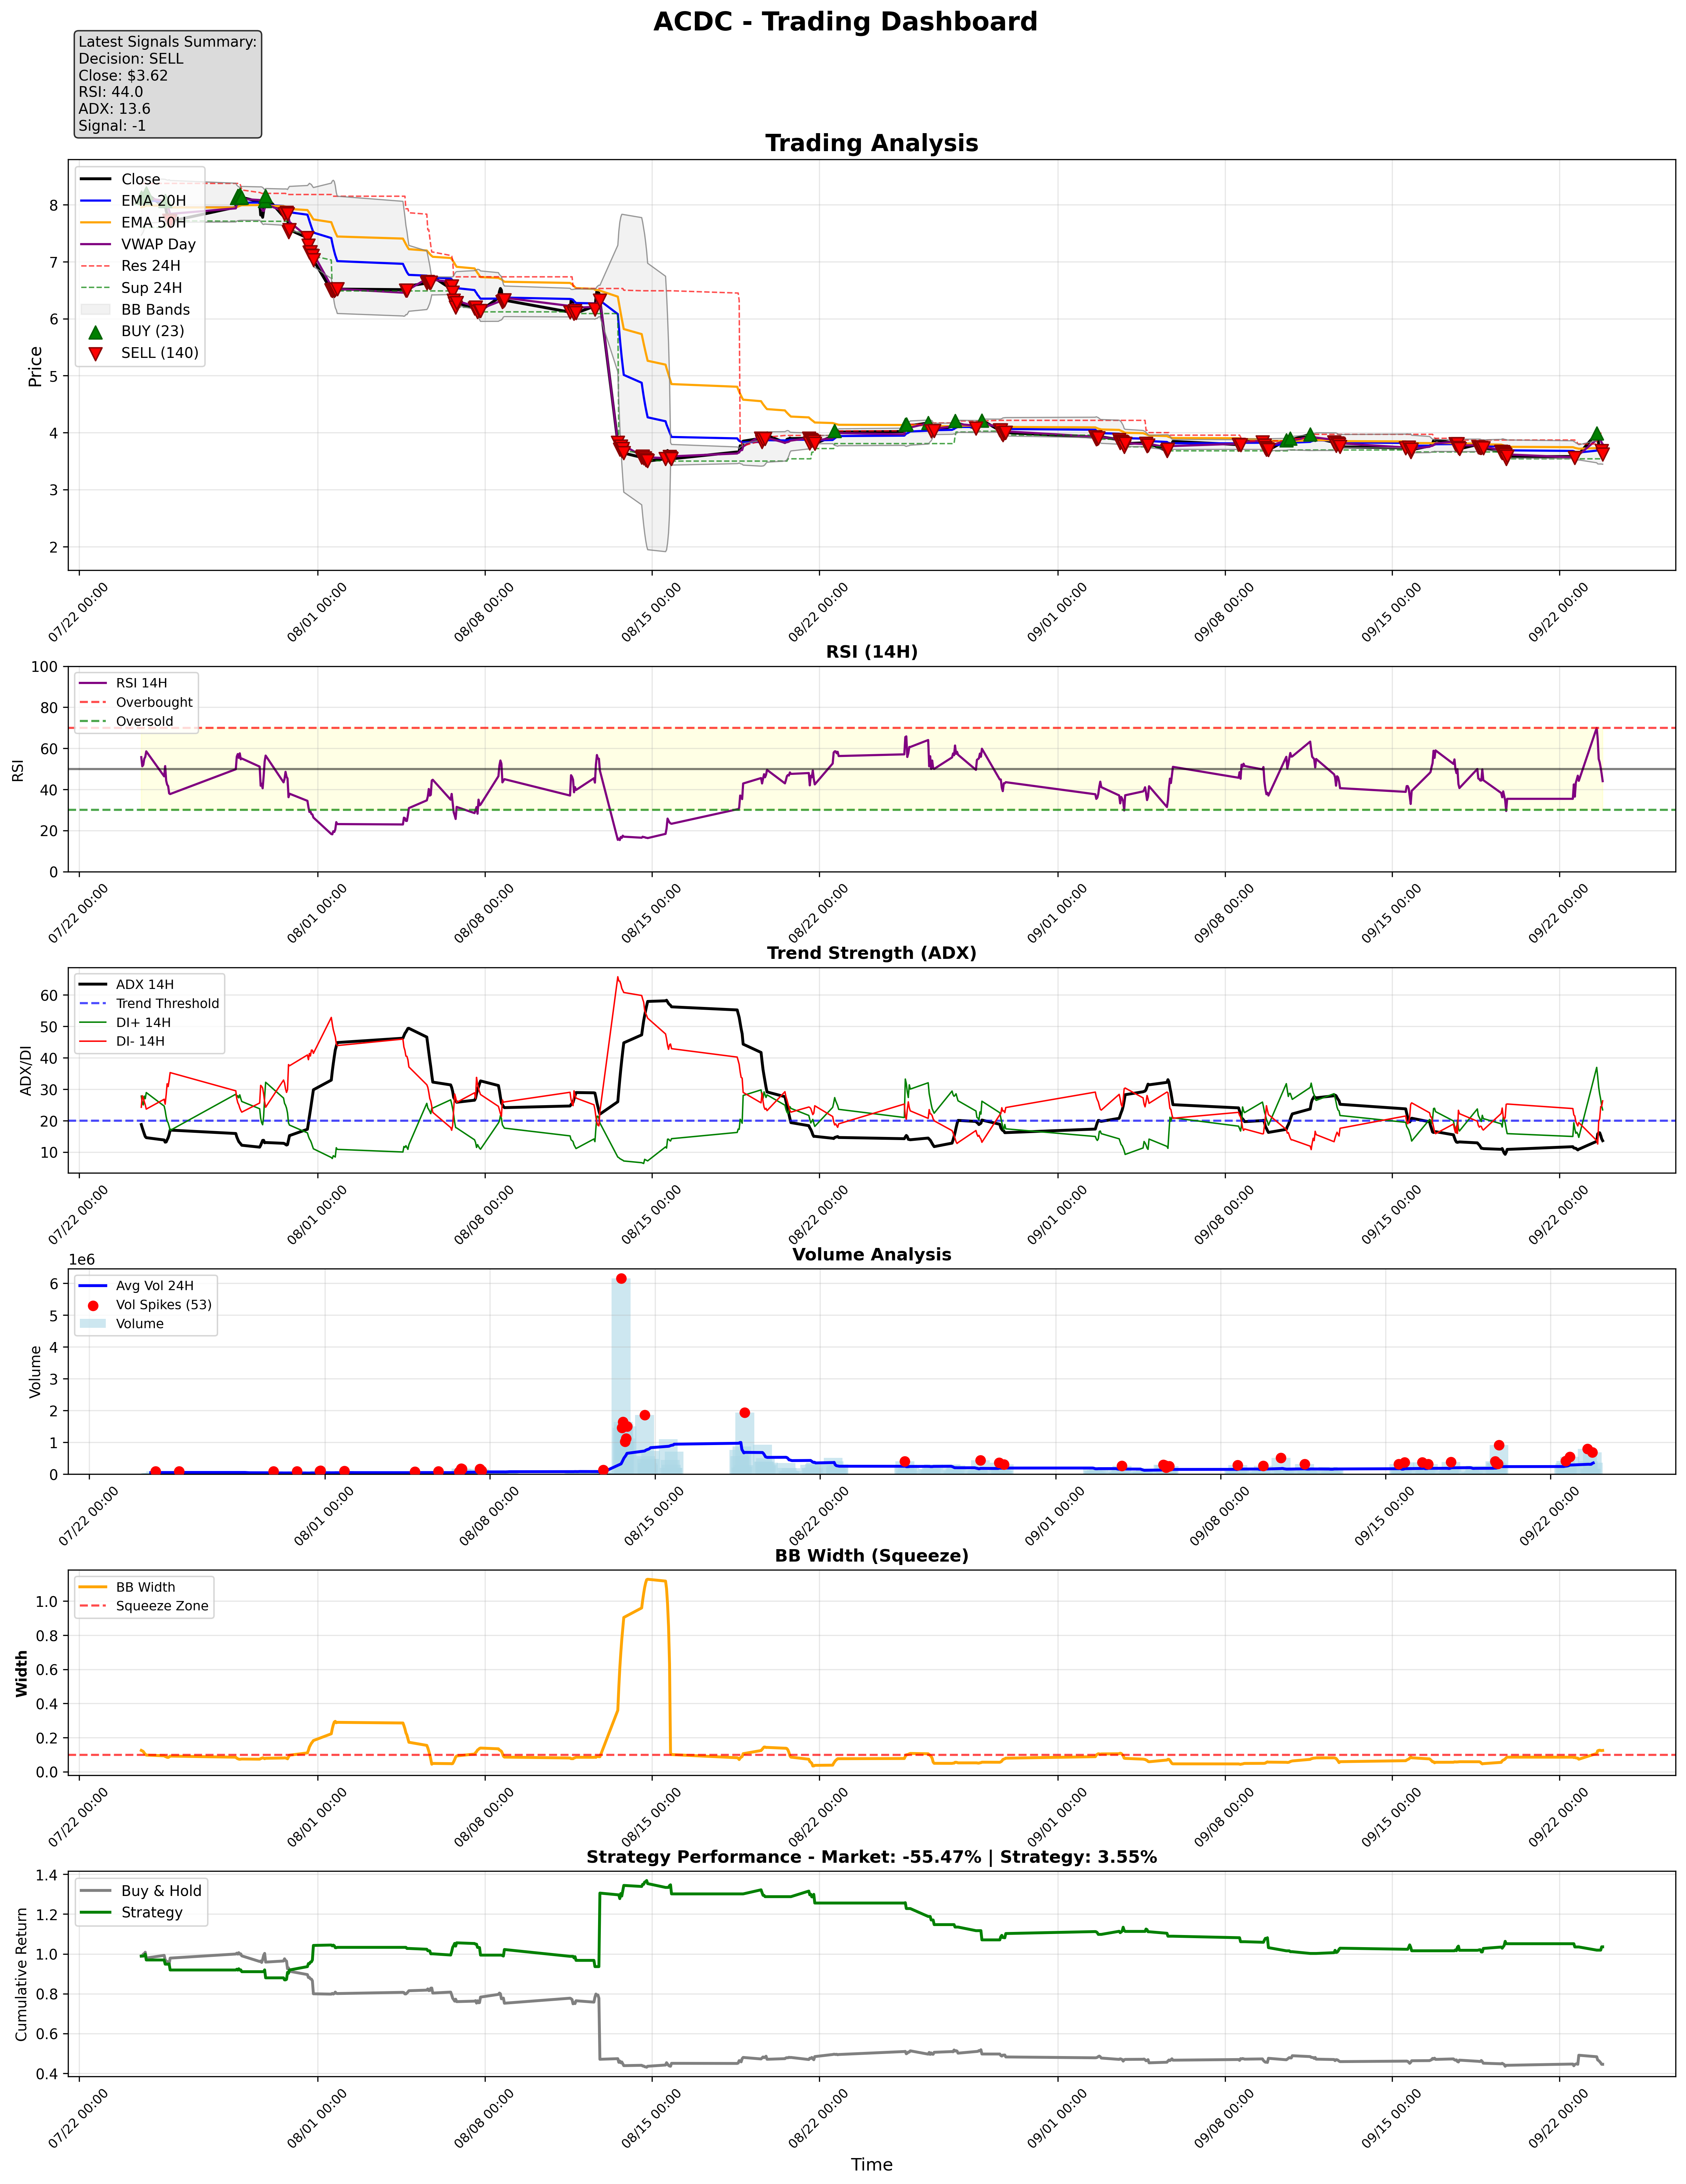 ACDC - Trading Dashboard
Latest Signals Summary:
Decision: SELL
Close: $3.62
RSI: 44.0
ADX: 13.6
Signal: -1
Trading Analysis
Close
EMA 20H
EMA 50H
VWAP Day
Res 24H
Sup 24H
BB Bands
BUY (23)
SELL (140)
Price
8
7
6
5
4
3
2
07/22 00:00
08/01 00:00
08/08 00:00
08/15 00:00
08/22 00:00
09/01 00:00
09/08 00:00
09/15 00:00
09/22 00:00
RSI (14H)
RSI 14H
Overbought
Oversold
RSI
100
80
60
40
20
0
07/22 00:00
08/01 00:00
08/08 00:00
08/15 00:00
08/22 00:00
09/01 00:00
09/08 00:00
09/15 00:00
09/22 00:00
Trend Strength (ADX)
ADX 14H
Trend Threshold
DI+ 14H
DI- 14H
ADX/DI
60
50
40
30
20
10
07/22 00:00
08/01 00:00
08/08 00:00
08/15 00:00
08/22 00:00
09/01 00:00
09/08 00:00
09/15 00:00
09/22 00:00
Volume Analysis
1e6
Avg Vol 24H
Vol Spikes (53)
Volume
Volume
6
5
4
3
2
1
0
07/22 00:00
08/01 00:00
08/08 00:00
08/15 00:00
08/22 00:00
09/01 00:00
09/08 00:00
09/15 00:00
09/22 00:00
BB Width (Squeeze)
BB Width
Squeeze Zone
Width
1.0
0.8
0.6
0.4
0.2
0.0
07/22 00:00
08/01 00:00
08/08 00:00
08/15 00:00
08/22 00:00
09/01 00:00
09/08 00:00
09/15 00:00
09/22 00:00
Strategy Performance - Market: -55.47% | Strategy: 3.55%
Buy & Hold
Strategy
Cumulative Return
1.4
1.2
1.0
0.8
0.6
0.4
07/22 00:00
08/01 00:00
08/08 00:00
08/15 00:00
08/22 00:00
09/01 00:00
09/08 00:00
09/15 00:00
09/22 00:00
Time